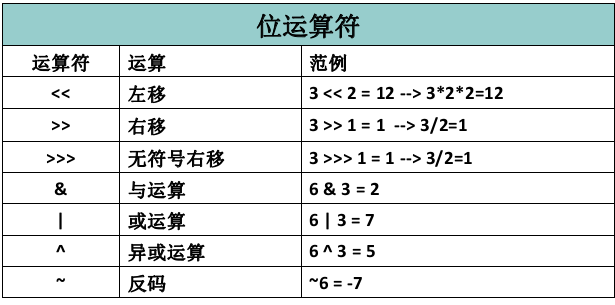 位运算符
运算符 运算 范例
<< 左移 3 << 2 = 12 --> 3*2*2=12
>> 右移 3 >> 1 = 1 --> 3/2=1
>>> 无符号右移 3 >>> 1 = 1 --> 3/2=1
& 与运算 6 & 3 = 2
| 或运算 6 | 3 = 7
^ 异或运算 6 ^ 3 = 5
~ 反码 ~6 = -7